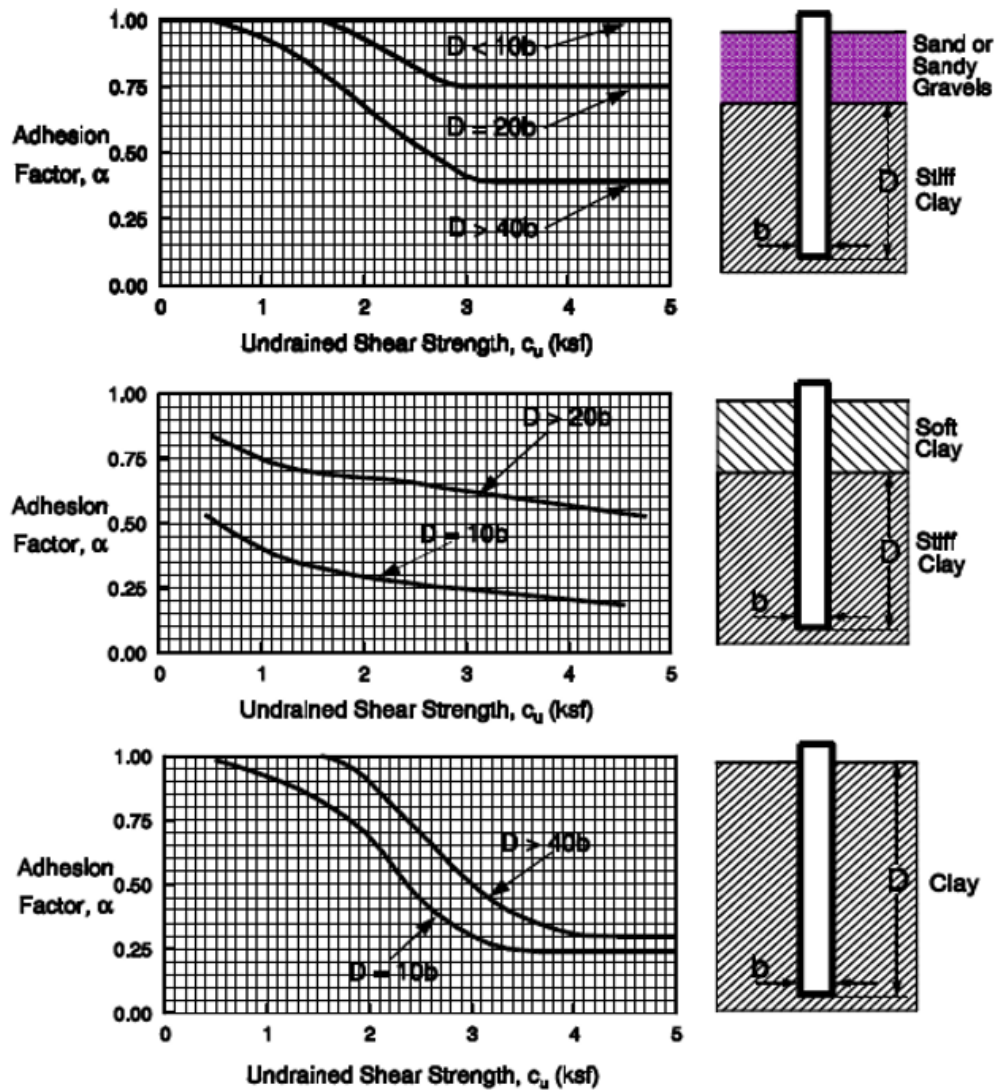 1.00
D < 10b
0.75
D = 20b
Adhesion
Factor, α
0.50
0.25
D > 40b
0.00
0 1 2 3 4 5
Undrained Shear Strength, cu (ksf)
Sand or
Sandy
Gravels
D
Stiff
Clay
b
1.00
D > 20b
0.75
Adhesion
Factor, α
0.50
D = 10b
0.25
0.00
0 1 2 3 4 5
Undrained Shear Strength, cu (ksf)
Soft
Clay
D
Stiff
Clay
b
1.00
0.75
D > 40b
Adhesion
Factor, α
0.50
0.25
D = 10b
0.00
0 1 2 3 4 5
Undrained Shear Strength, cu (ksf)
D
Clay
b